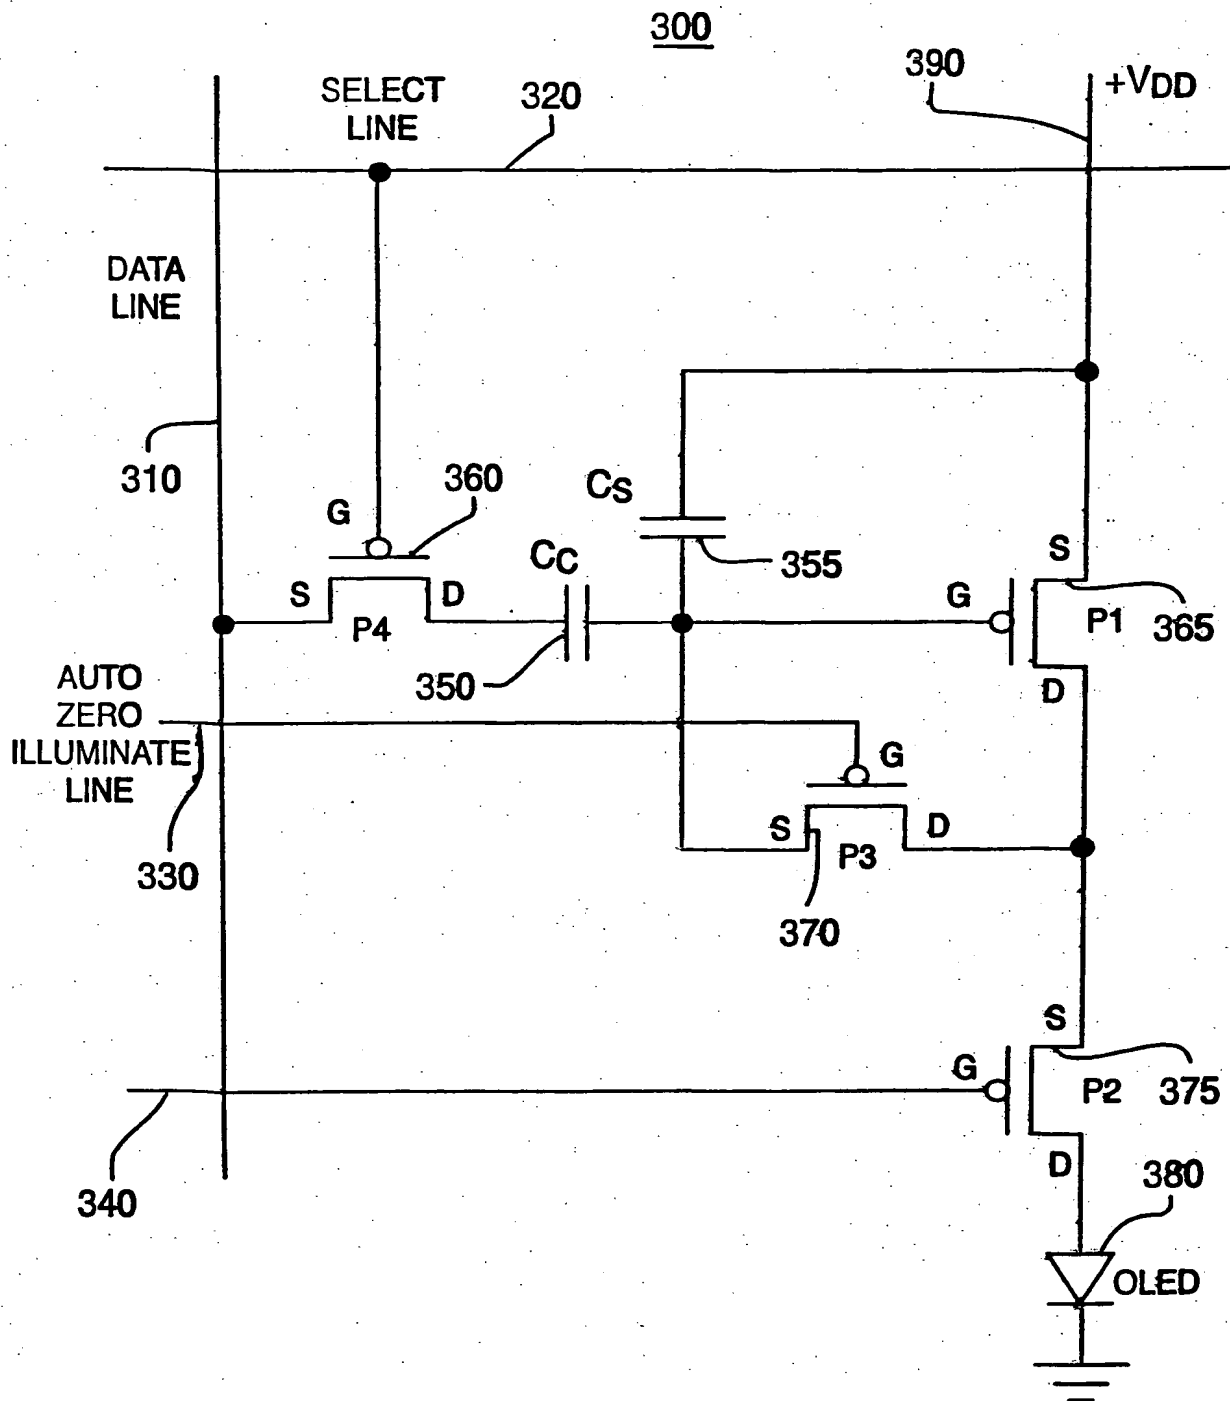 300
390
+VDD
SELECT
LINE
320
DATA
LINE
310
G
360
CS
CC
355
S
D
P4
350
S
G
P1
365
D
AUTO
ZERO
ILLUMINATE
LINE
330
G
S
D
P3
370
S
G
P2
375
D
340
380
OLED